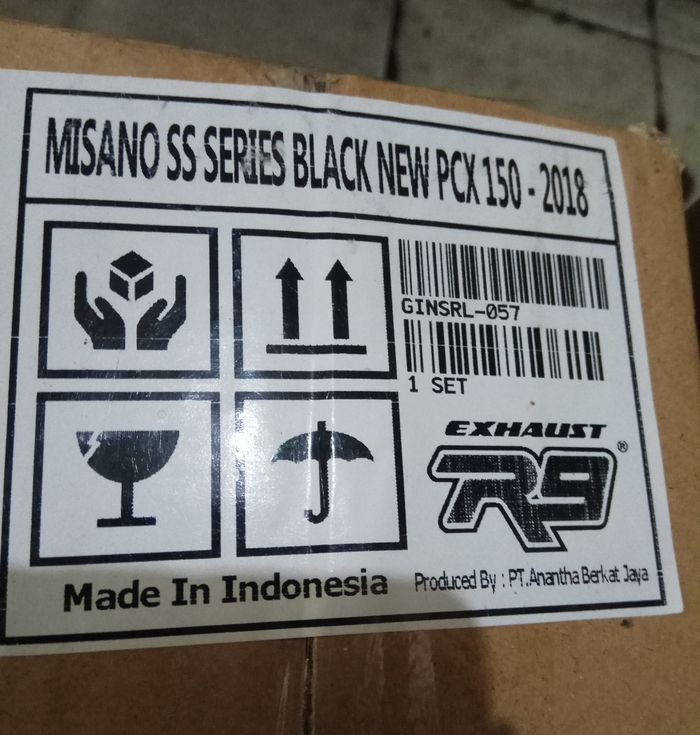 MISANO SS SERIES BLACK NEW PCX 150 - 2018
GINSRL-057
1 SET
EXHAUST
R9®
Made In Indonesia
Produced By : PT.Anantha Berkat Jaya